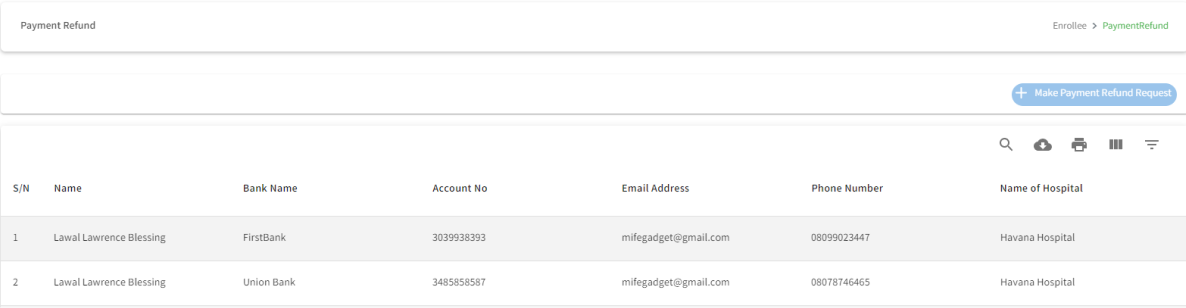 Payment Refund
Enrollee > PaymentRefund
+ Make Payment Refund Request
S/N Name Bank Name Account No Email Address Phone Number Name of Hospital
1 Lawal Lawrence Blessing FirstBank 3039938393 mifegadget@gmail.com 08099023447 Havana Hospital
2 Lawal Lawrence Blessing Union Bank 3485858587 mifegadget@gmail.com 08078746465 Havana Hospital